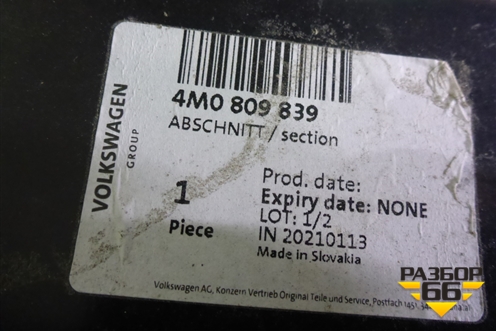 4M0 809 839
ABSCHNITT / section
VOLKSWAGEN
GROUP
1
Piece
Prod. date:
Expiry date: NONE
LOT: 1/2
IN 20210113
Made in Slovakia
Volkswagen AG, Konzern Vertrieb Original Teile und Service, Postfach
РАЗБОР
66